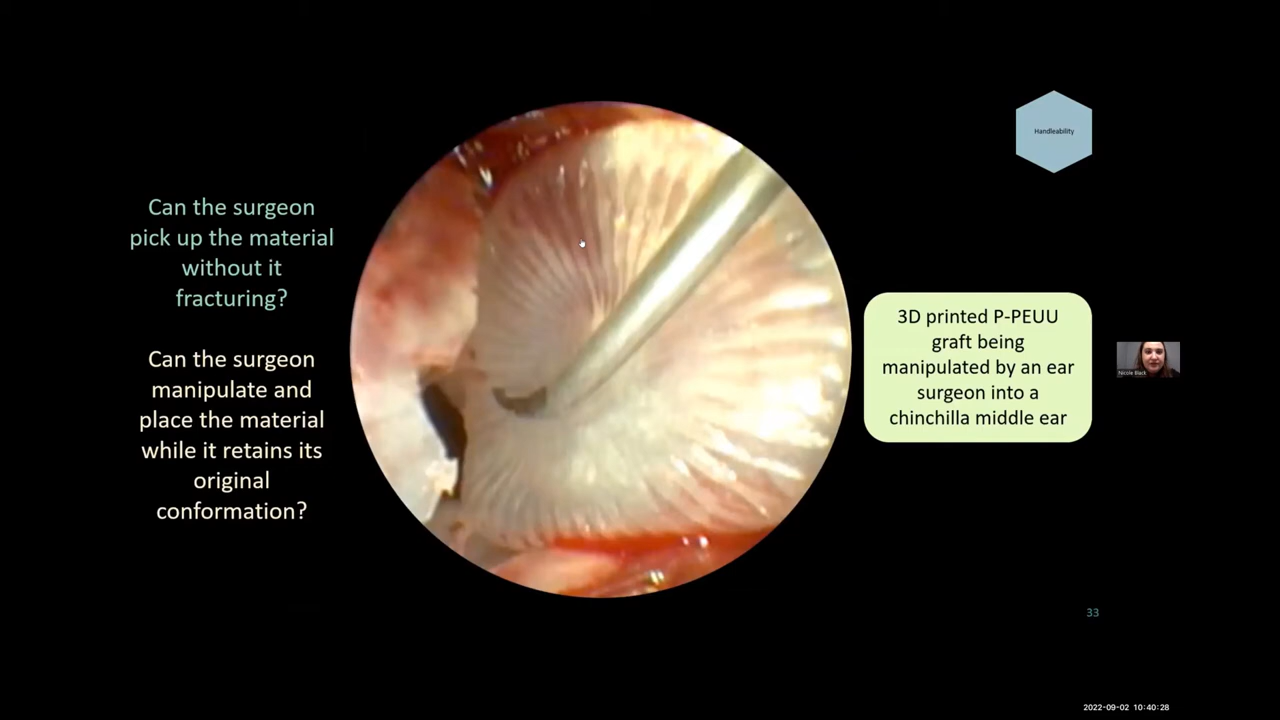 Handleability
Can the surgeon
pick up the material
without it
fracturing?
Can the surgeon
manipulate and
place the material
while it retains its
original
conformation?
3D printed P-PEUU
graft being
manipulated by an ear
surgeon into a
chinchilla middle ear
Nicole Black
33
2022-09-02 10:40:28